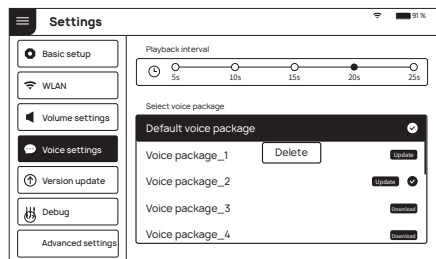 Settings
91 %
Basic setup
WLAN
Volume settings
Voice settings
Version update
Debug
Advanced settings
Playback interval
5s 10s 15s 20s 25s
Select voice package
Default voice package
Voice package_1 Update
Delete
Voice package_2 Update
Voice package_3 Download
Voice package_4 Download